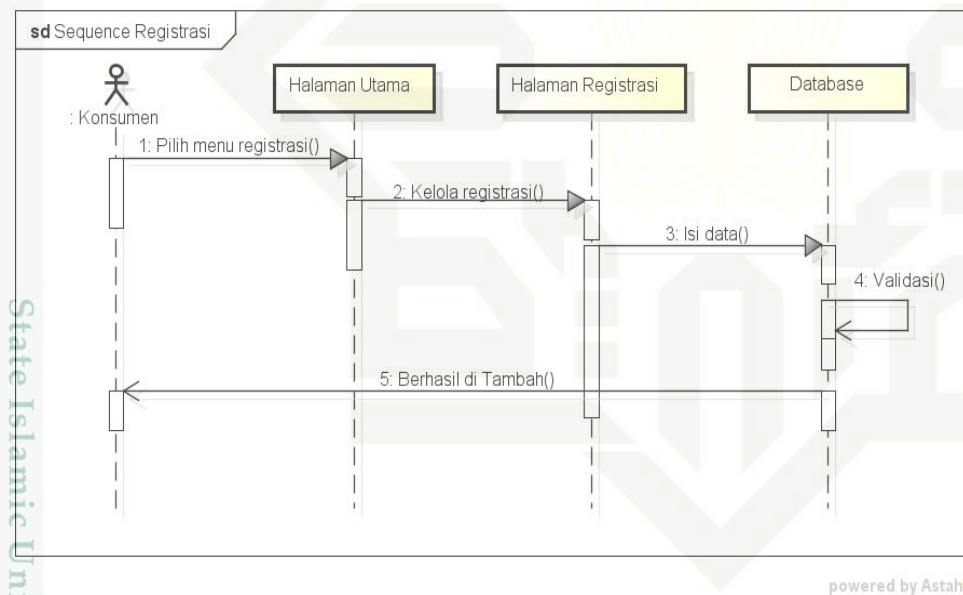 sd Sequence Registrasi
: Konsumen
Halaman Utama
Halaman Registrasi
Database
1: Pilih menu registrasi()
2: Kelola registrasi()
3: Isi data()
4: Validasi()
5: Berhasil di Tambah()
State Islamic Un
powered by Astah